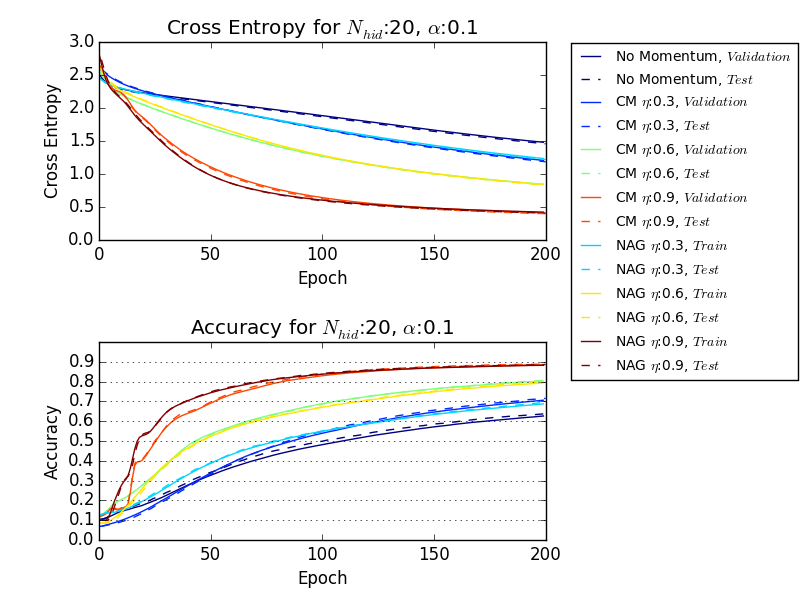 Cross Entropy for N_hid:20, α:0.1
3.0
2.5
2.0
1.5
1.0
0.5
0.0
Cross Entropy
0 50 100 150 200
Epoch
No Momentum, Validation
No Momentum, Test
CM η:0.3, Validation
CM η:0.3, Test
CM η:0.6, Validation
CM η:0.6, Test
CM η:0.9, Validation
CM η:0.9, Test
NAG η:0.3, Train
NAG η:0.3, Test
NAG η:0.6, Train
NAG η:0.6, Test
NAG η:0.9, Train
NAG η:0.9, Test
Accuracy for N_hid:20, α:0.1
0.9
0.8
0.7
0.6
0.5
0.4
0.3
0.2
0.1
0.0
Accuracy
0 50 100 150 200
Epoch